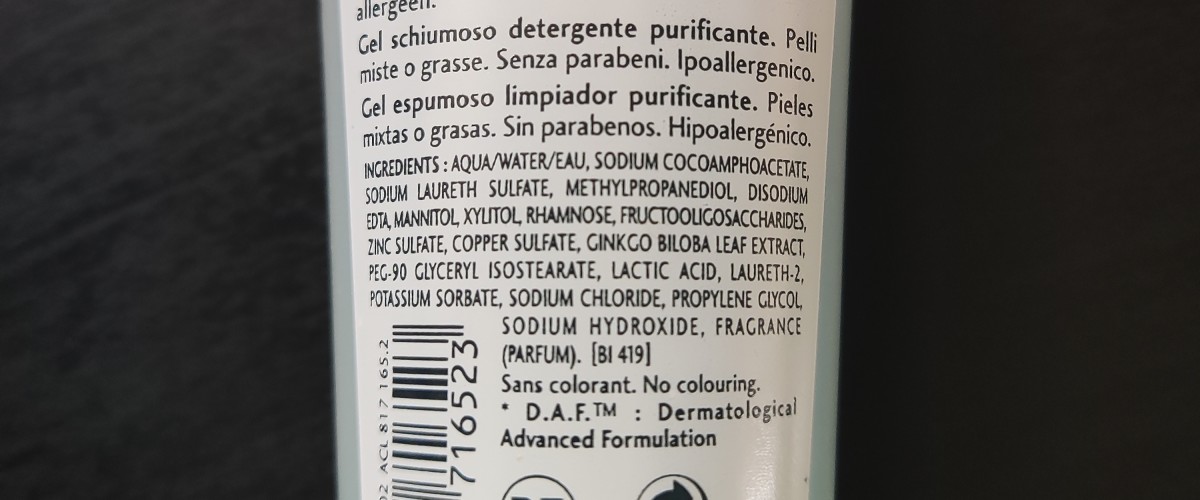 allergeen.
Gel schiumoso detergente purificante. Pelli
miste o grasse. Senza parabeni. Ipoallergenico.
Gel espumoso limpiador purificante. Pieles
mixtas o grasas. Sin parabenos. Hipoalergénico.
INGREDIENTS : AQUA/WATER/EAU, SODIUM COCOAMPHOACETATE,
SODIUM LAURETH SULFATE, METHYLPROPANEDIOL, DISODIUM
EDTA, MANNITOL, XYLITOL, RHAMNOSE, FRUCTOOLIGOSACCHARIDES,
ZINC SULFATE, COPPER SULFATE, GINKGO BILOBA LEAF EXTRACT,
PEG-90 GLYCERYL ISOSTEARATE, LACTIC ACID, LAURETH-2,
POTASSIUM SORBATE, SODIUM CHLORIDE, PROPYLENE GLYCOL,
SODIUM HYDROXIDE, FRAGRANCE
(PARFUM). [BI 419]
Sans colorant. No colouring.
* D.A.F.™ : Dermatological
Advanced Formulation
ACL 817 165.2
716523